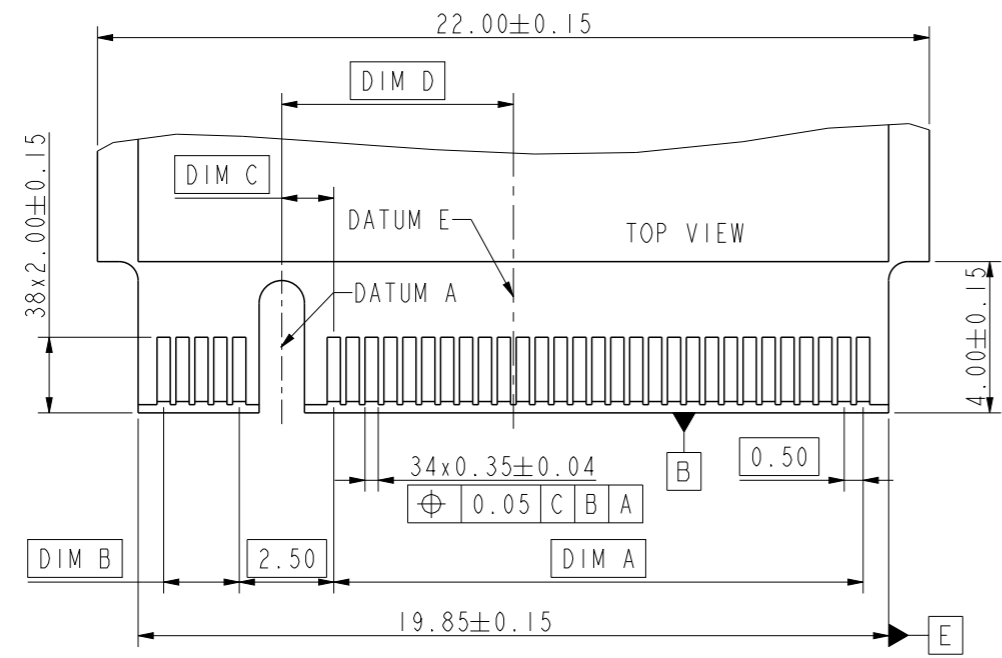 22.00±0.15
DIM D
38x2.00±0.15
DIM C
DATUM E
TOP VIEW
DATUM A
4.00±0.15
34x0.35±0.04
⌖ 0.05 C B A
B
0.50
DIM B
2.50
DIM A
19.85±0.15
E